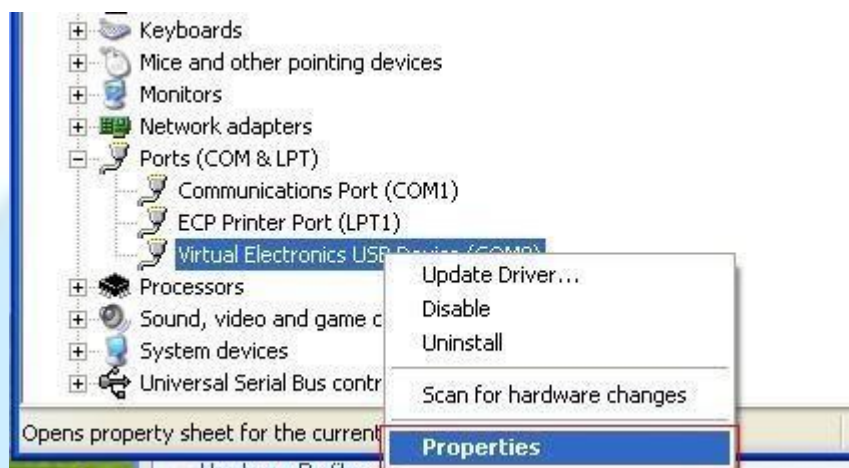 Keyboards
Mice and other pointing devices
Monitors
Network adapters
Ports (COM & LPT)
Communications Port (COM1)
ECP Printer Port (LPT1)
Virtual Electronics USB Device
Update Driver...
Disable
Processors
Sound, video and game c
Uninstall
System devices
Universal Serial Bus contr
Scan for hardware changes
Opens property sheet for the current
Properties